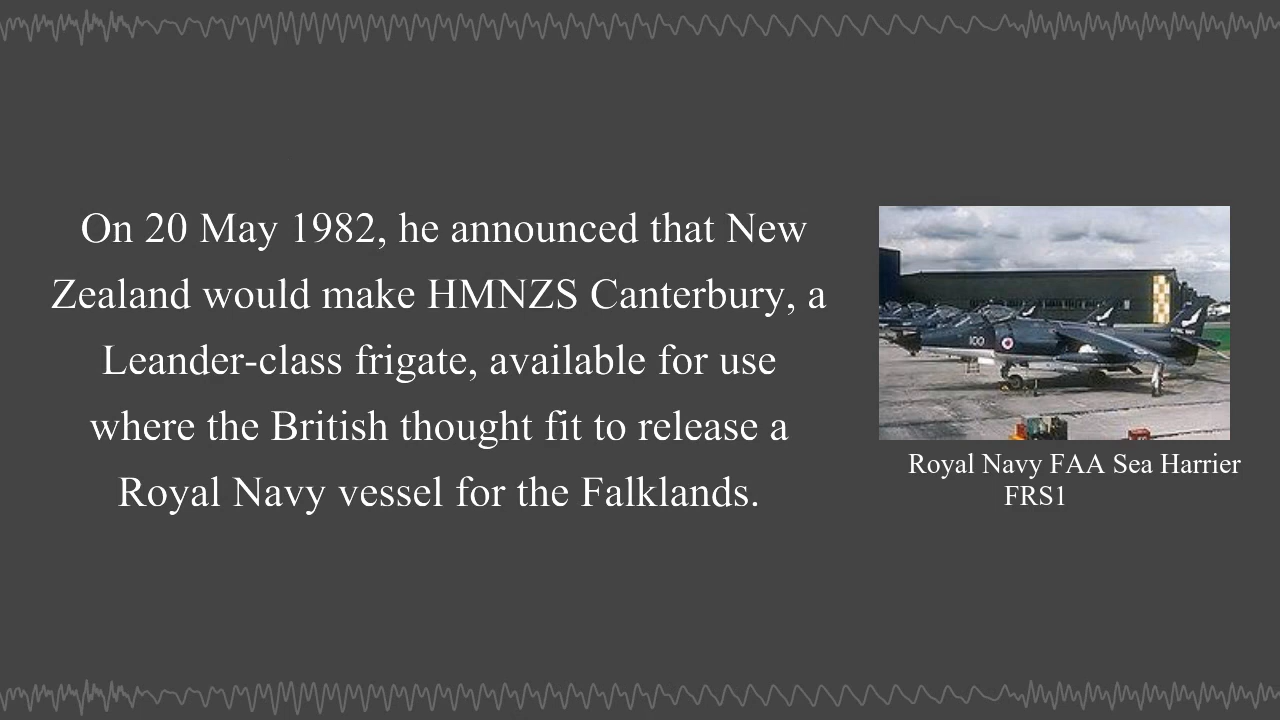 On 20 May 1982, he announced that New
Zealand would make HMNZS Canterbury, a
Leander-class frigate, available for use
where the British thought fit to release a
Royal Navy vessel for the Falklands.
100
Royal Navy FAA Sea Harrier
FRS1